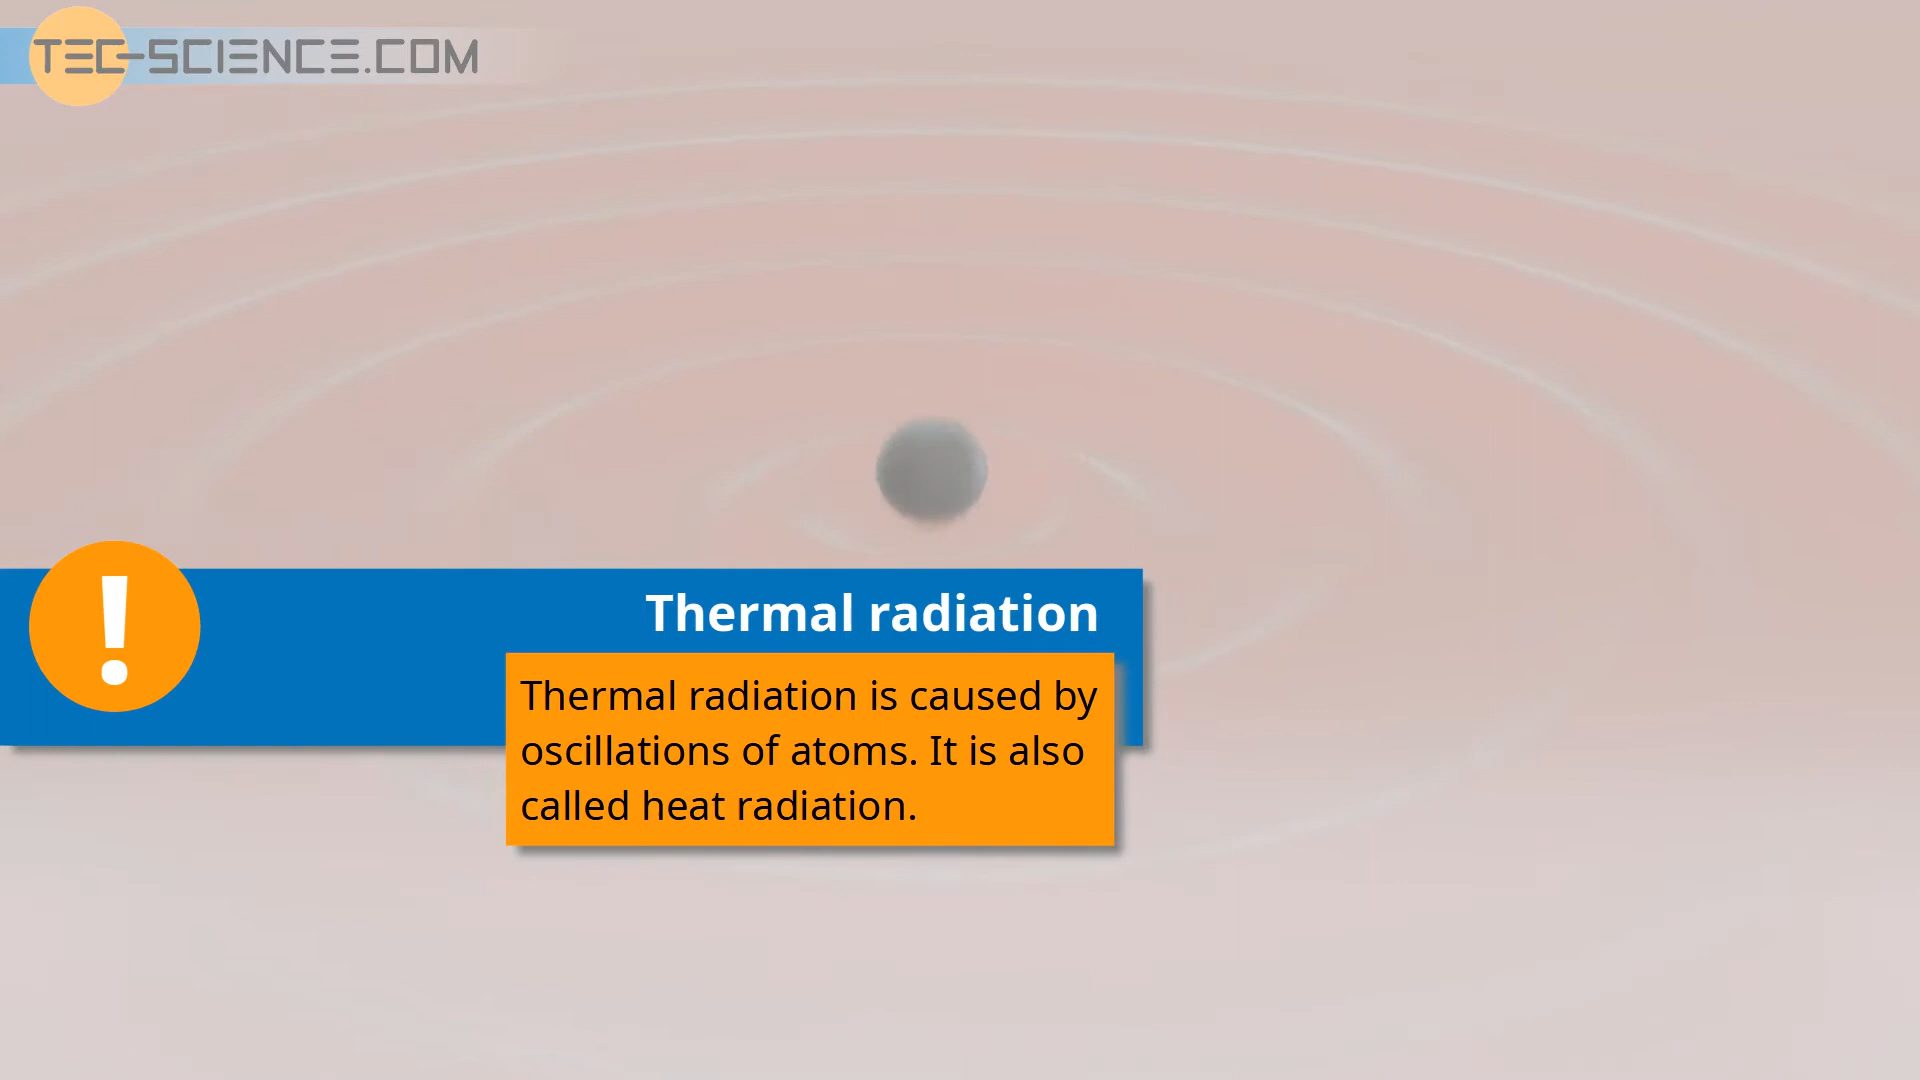 TEC-SCIENCE.COM
!
Thermal radiation
Thermal radiation is caused by
oscillations of atoms. It is also
called heat radiation.